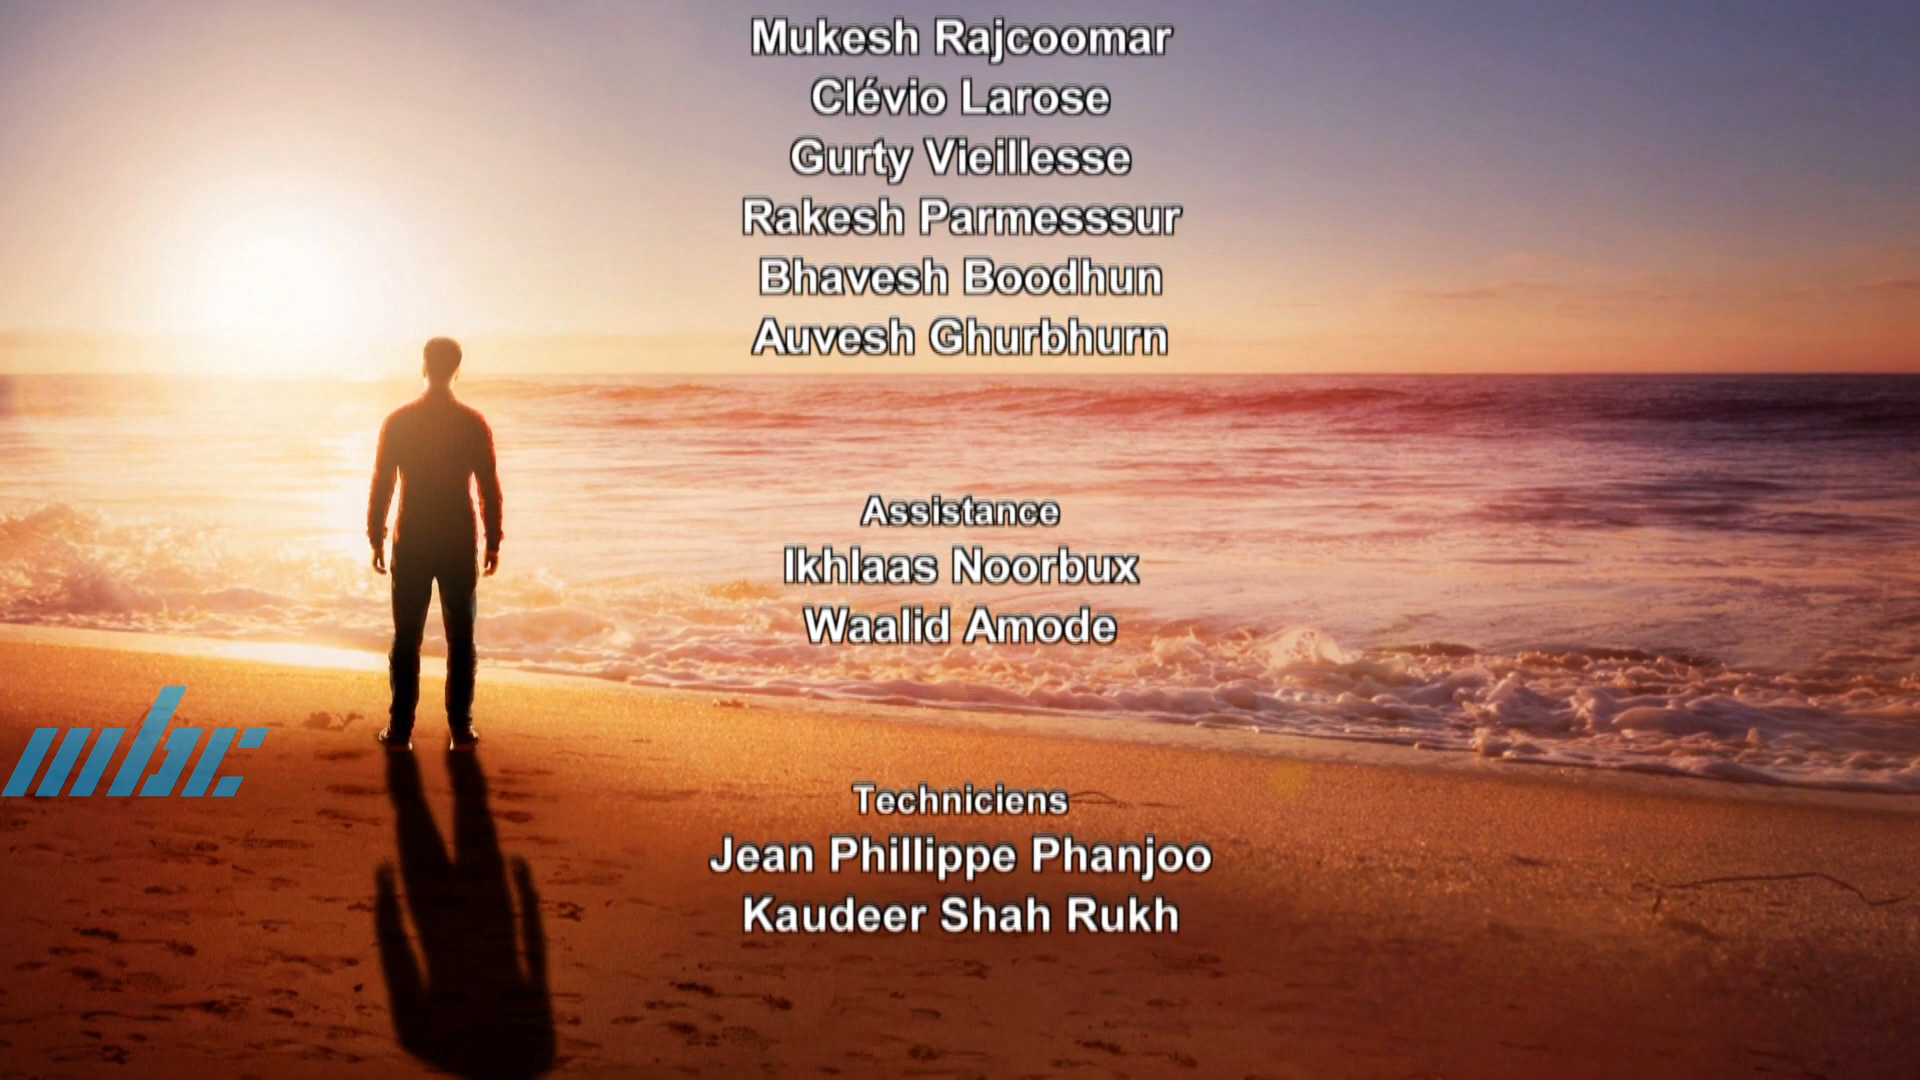 Mukesh Rajcoomar
Clévio Larose
Gurty Vieillesse
Rakesh Parmesssur
Bhavesh Boodhun
Auvesh Ghurbhurn
Assistance
Ikhlaas Noorbux
Waalid Amode
mbc
Techniciens
Jean Phillippe Phanjoo
Kaudeer Shah Rukh